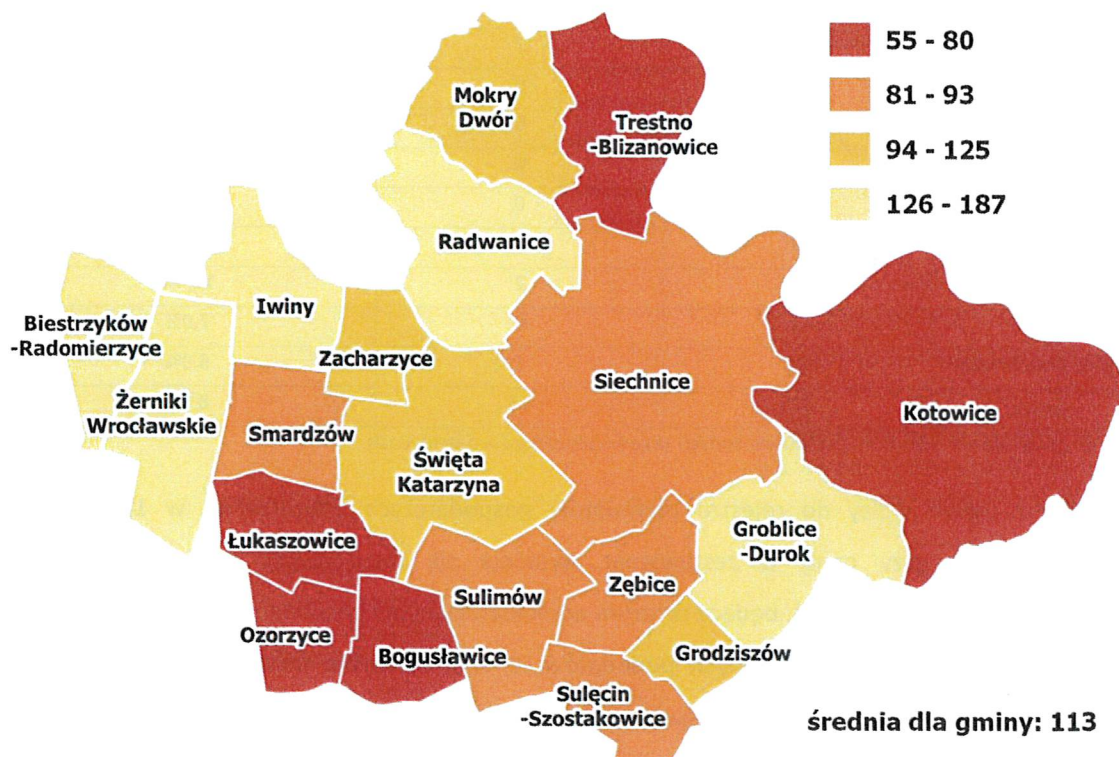 55 - 80
81 - 93
94 - 125
126 - 187
Mokry
Dwór
Trestno
-Blizanowice
Radwanice
Iwiny
Biestrzyków
-Radomierzyce
Zacharzyce
Siechnice
Żerniki
Wrocławskie
Kotowice
Smardzów
Święta
Katarzyna
Łukaszowice
Groblice
-Durok
Sulimów
Zębice
Ozorzyce
Bogusławice
Grodziszów
Sulęcin
-Szostakowice
średnia dla gminy: 113